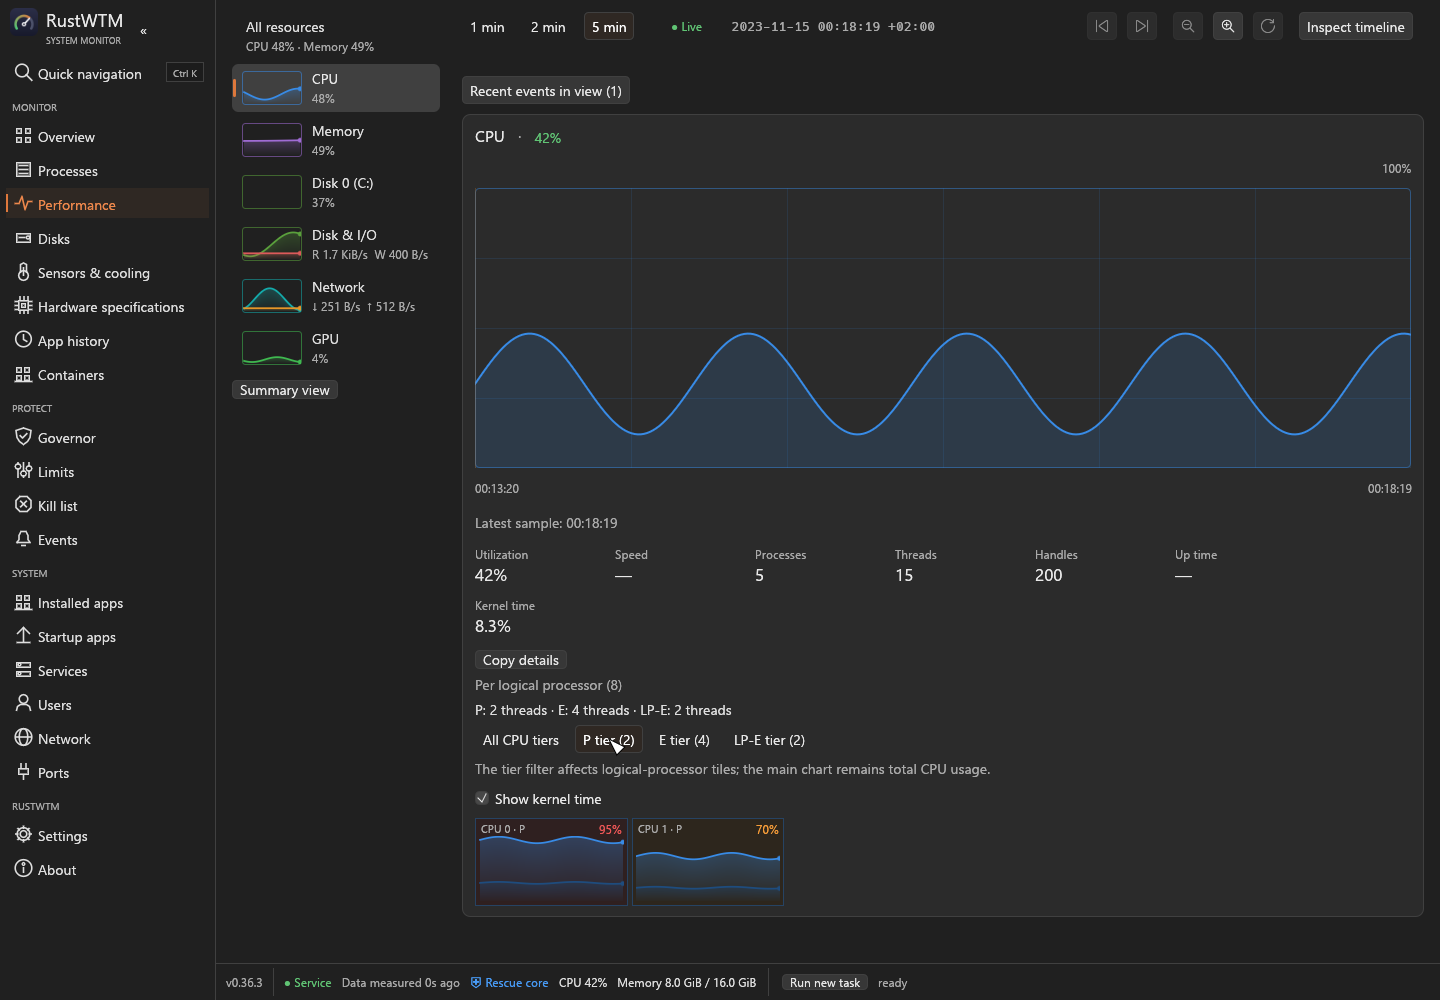 RustWTM
SYSTEM MONITOR
«
Quick navigation
Ctrl K
MONITOR
Overview
Processes
Performance
Disks
Sensors & cooling
Hardware specifications
App history
Containers
PROTECT
Governor
Limits
Kill list
Events
SYSTEM
Installed apps
Startup apps
Services
Users
Network
Ports
RUSTWTM
Settings
About
All resources
CPU 48% · Memory 49%
CPU
48%
Memory
49%
Disk 0 (C:)
37%
Disk & I/O
R 1.7 KiB/s W 400 B/s
Network
↓ 251 B/s ↑ 512 B/s
GPU
4%
Summary view
1 min 2 min 5 min ● Live 2023-11-15 00:18:19 +02:00
Inspect timeline
Recent events in view (1)
CPU · 42%
100%
00:13:20 00:18:19
Latest sample: 00:18:19
Utilization Speed Processes Threads Handles Up time
42% — 5 15 200 —
Kernel time
8.3%
Copy details
Per logical processor (8)
P: 2 threads · E: 4 threads · LP-E: 2 threads
All CPU tiers P tier (2) E tier (4) LP-E tier (2)
The tier filter affects logical-processor tiles; the main chart remains total CPU usage.
Show kernel time
CPU 0 · P 95% CPU 1 · P 70%
v0.36.3 ● Service Data measured 0s ago Rescue core CPU 42% Memory 8.0 GiB / 16.0 GiB Run new task ready